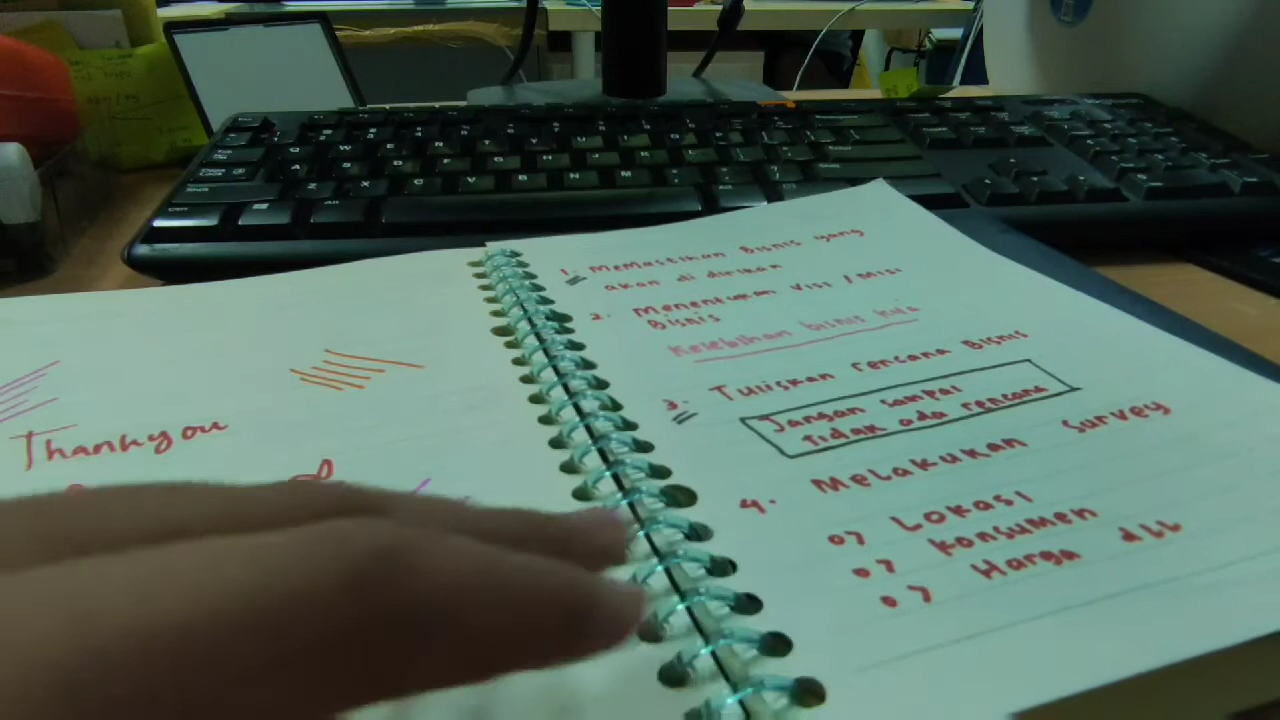 Thankyou
1. Memastikan Bisnis yang
akan di dirikan
2. Menentukan Visi / Misi
Bisnis
Kelebihan bisnis kita
3. Tuliskan rencana Bisnis
Jangan sampai
tidak ada rencana
4. Melakukan survey
Lokasi
Konsumen
Harga dll